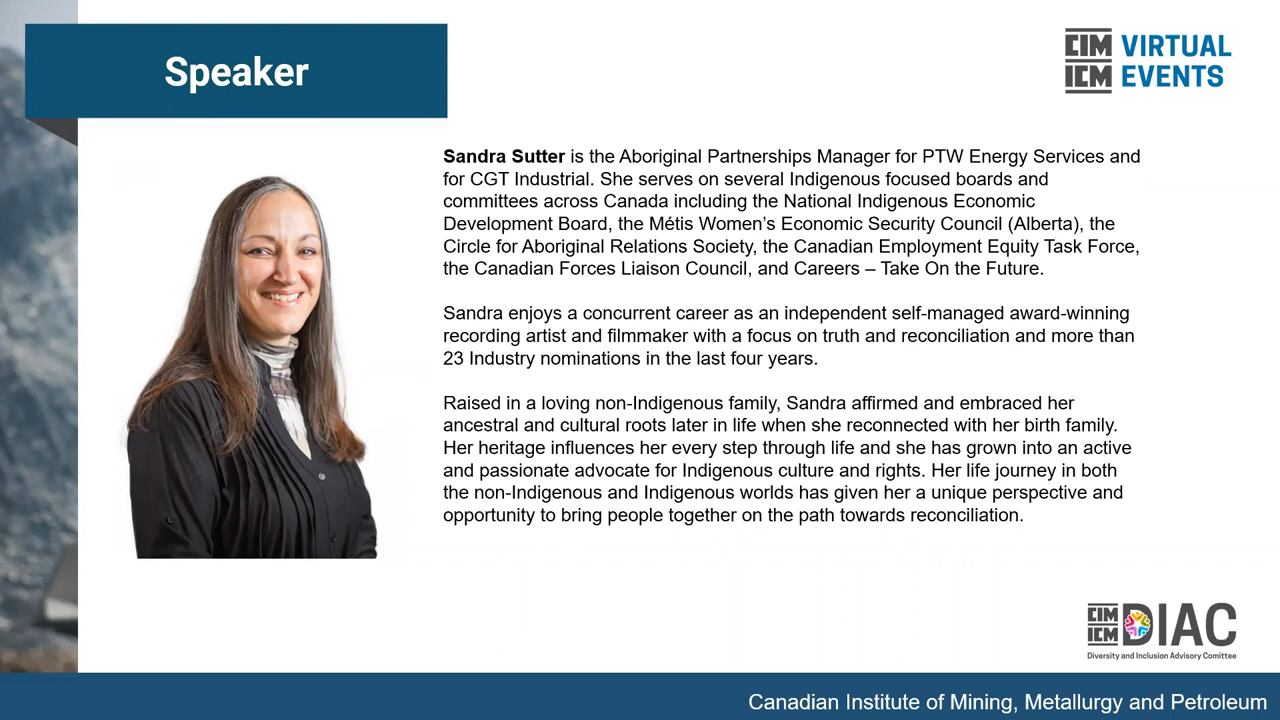 Speaker
CIM VIRTUAL
ICM EVENTS
Sandra Sutter is the Aboriginal Partnerships Manager for PTW Energy Services and
for CGT Industrial. She serves on several Indigenous focused boards and
committees across Canada including the National Indigenous Economic
Development Board, the Métis Women’s Economic Security Council (Alberta), the
Circle for Aboriginal Relations Society, the Canadian Employment Equity Task Force,
the Canadian Forces Liaison Council, and Careers – Take On the Future.
Sandra enjoys a concurrent career as an independent self-managed award-winning
recording artist and filmmaker with a focus on truth and reconciliation and more than
23 Industry nominations in the last four years.
Raised in a loving non-Indigenous family, Sandra affirmed and embraced her
ancestral and cultural roots later in life when she reconnected with her birth family.
Her heritage influences her every step through life and she has grown into an active
and passionate advocate for Indigenous culture and rights. Her life journey in both
the non-Indigenous and Indigenous worlds has given her a unique perspective and
opportunity to bring people together on the path towards reconciliation.
CIM
ICM DIAC
Diversity and Inclusion Advisory Comittee
Canadian Institute of Mining, Metallurgy and Petroleum